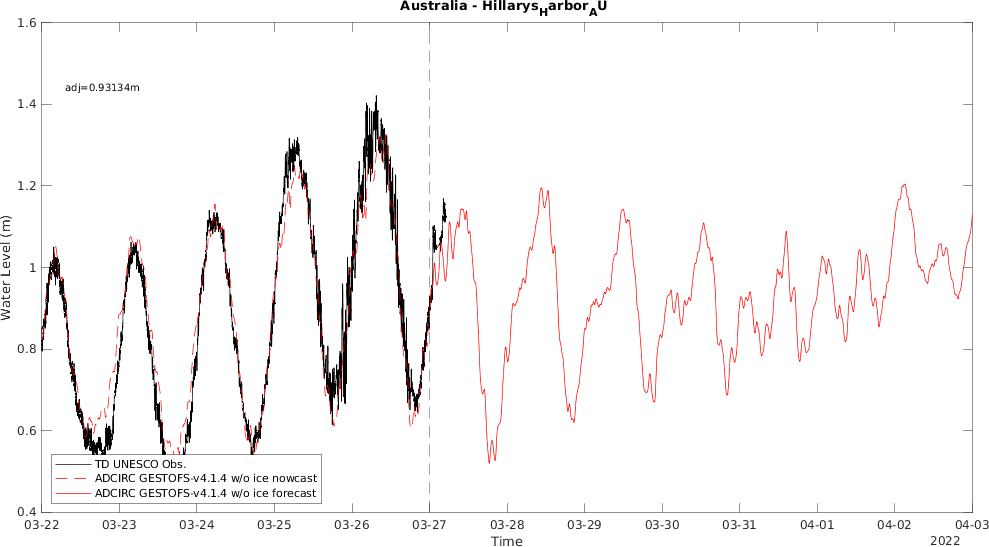 Australia - HillarysHarborAU
1.6
adj=0.93134m
1.4
1.2
1
0.8
0.6
0.4
Water Level (m)
TD UNESCO Obs.
ADCIRC GESTOFS-v4.1.4 w/o ice nowcast
ADCIRC GESTOFS-v4.1.4 w/o ice forecast
03-22 03-23 03-24 03-25 03-26 03-27 03-28 03-29 03-30 03-31 04-01 04-02 04-03
Time
2022